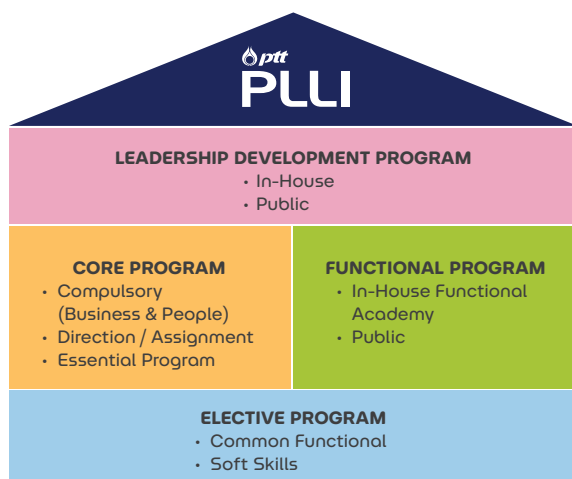 ptt
PLLI
LEADERSHIP DEVELOPMENT PROGRAM
• In-House
• Public
CORE PROGRAM
• Compulsory
(Business & People)
• Direction / Assignment
• Essential Program
FUNCTIONAL PROGRAM
• In-House Functional
Academy
• Public
ELECTIVE PROGRAM
• Common Functional
• Soft Skills